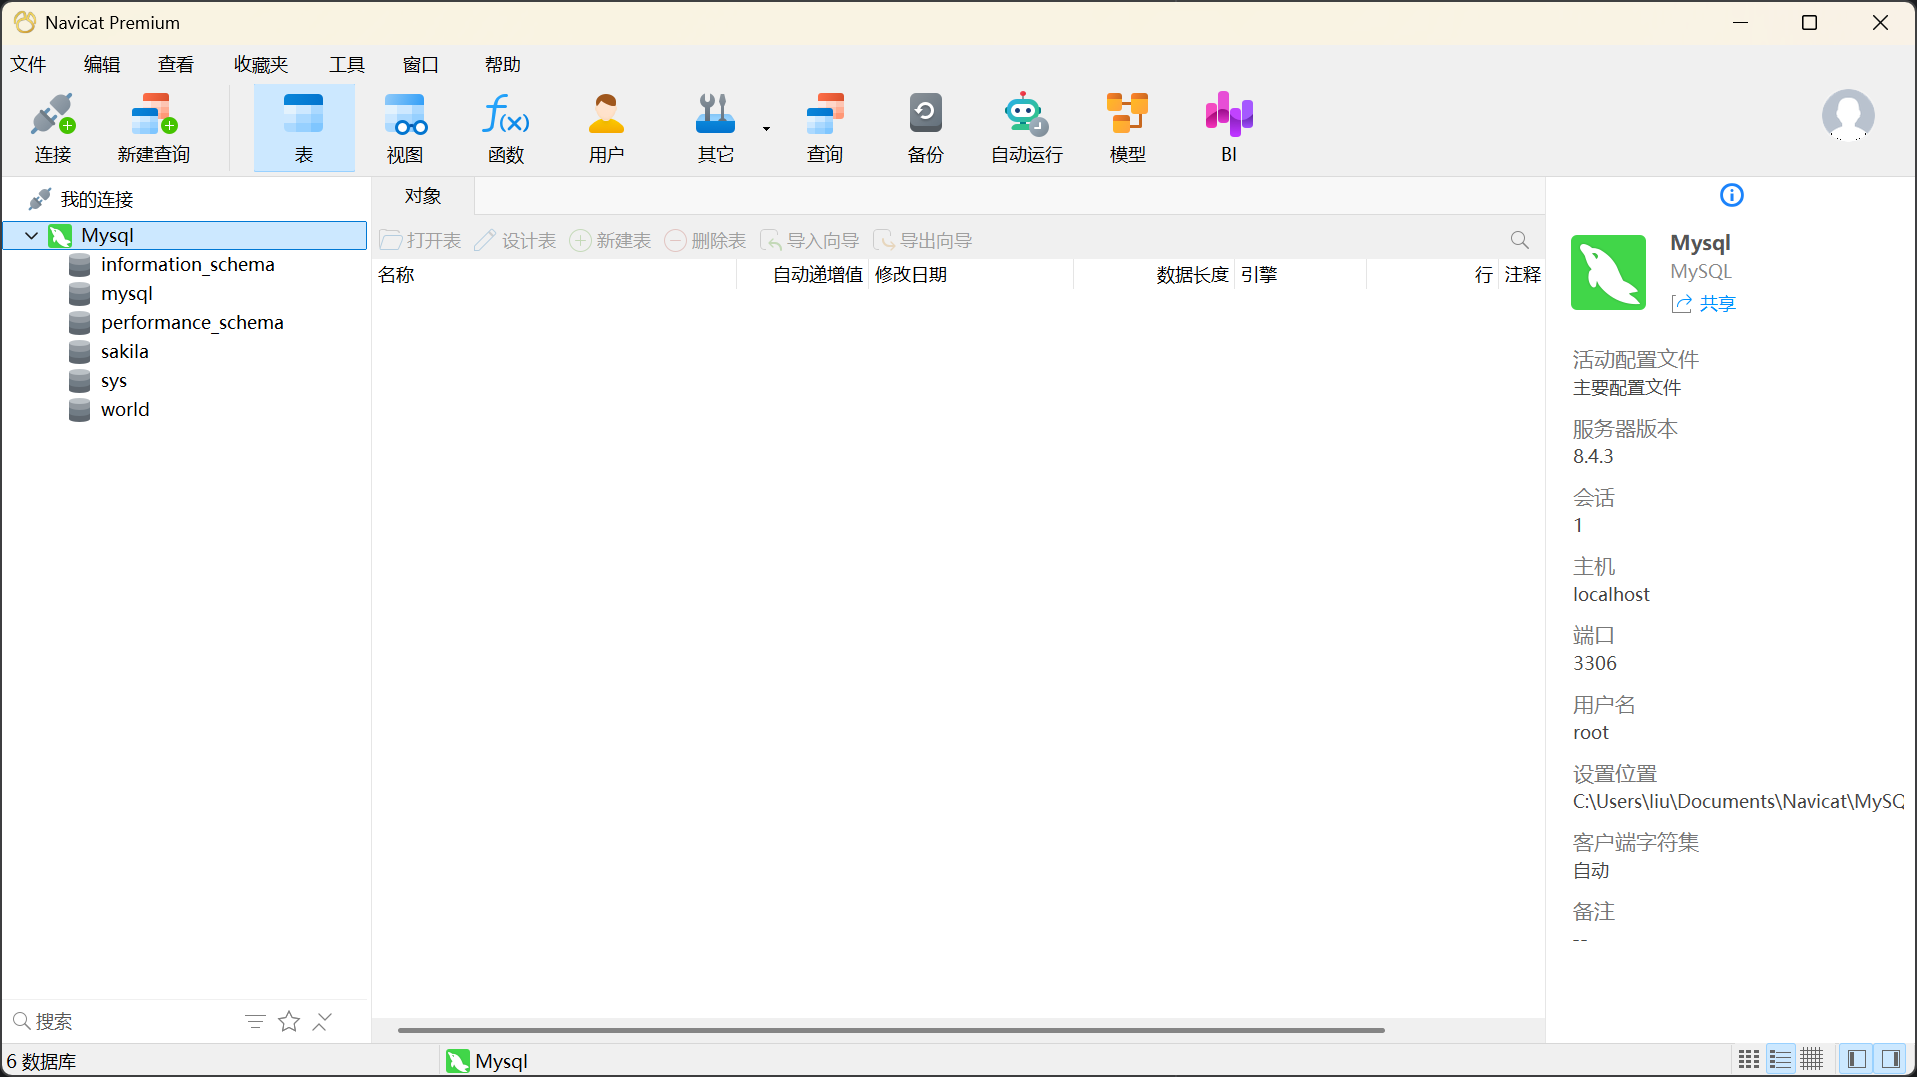 Navicat Premium
文件 编辑 查看 收藏夹 工具 窗口 帮助
连接 新建查询 表 视图 函数 用户 其它 查询 备份 自动运行 模型 BI
我的连接
Mysql
information_schema
mysql
performance_schema
sakila
sys
world
搜索
对象
打开表 设计表 新建表 删除表 导入向导 导出向导
名称 自动递增值 修改日期 数据长度 引擎 行 注释
Mysql
MySQL
共享
活动配置文件
主要配置文件
服务器版本
8.4.3
会话
1
主机
localhost
端口
3306
用户名
root
设置位置
C:\Users\liu\Documents\Navicat\MySQ
客户端字符集
自动
备注
--
6 数据库 Mysql